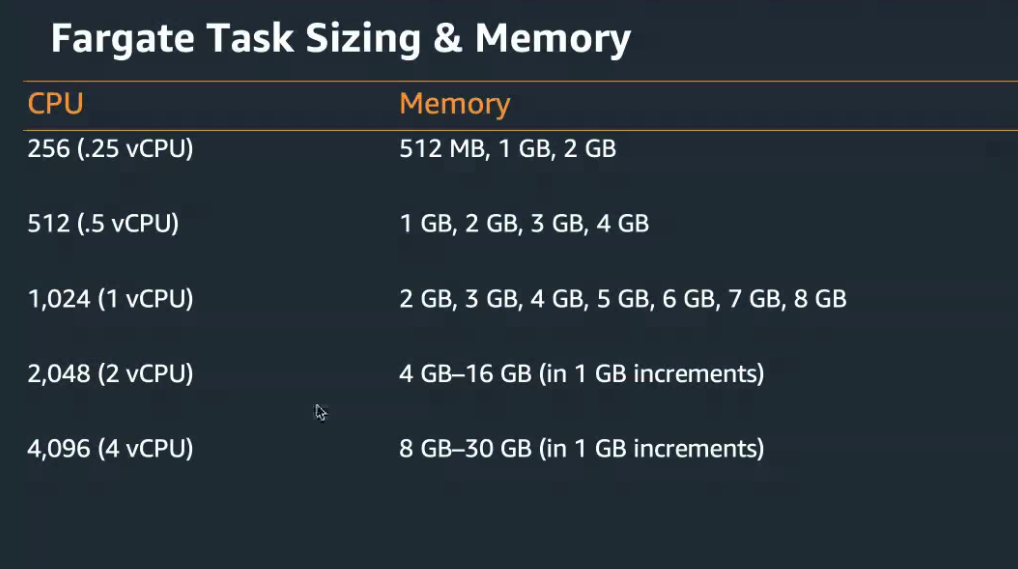 Fargate Task Sizing & Memory
CPU Memory
256 (.25 vCPU) 512 MB, 1 GB, 2 GB
512 (.5 vCPU) 1 GB, 2 GB, 3 GB, 4 GB
1,024 (1 vCPU) 2 GB, 3 GB, 4 GB, 5 GB, 6 GB, 7 GB, 8 GB
2,048 (2 vCPU) 4 GB–16 GB (in 1 GB increments)
4,096 (4 vCPU) 8 GB–30 GB (in 1 GB increments)